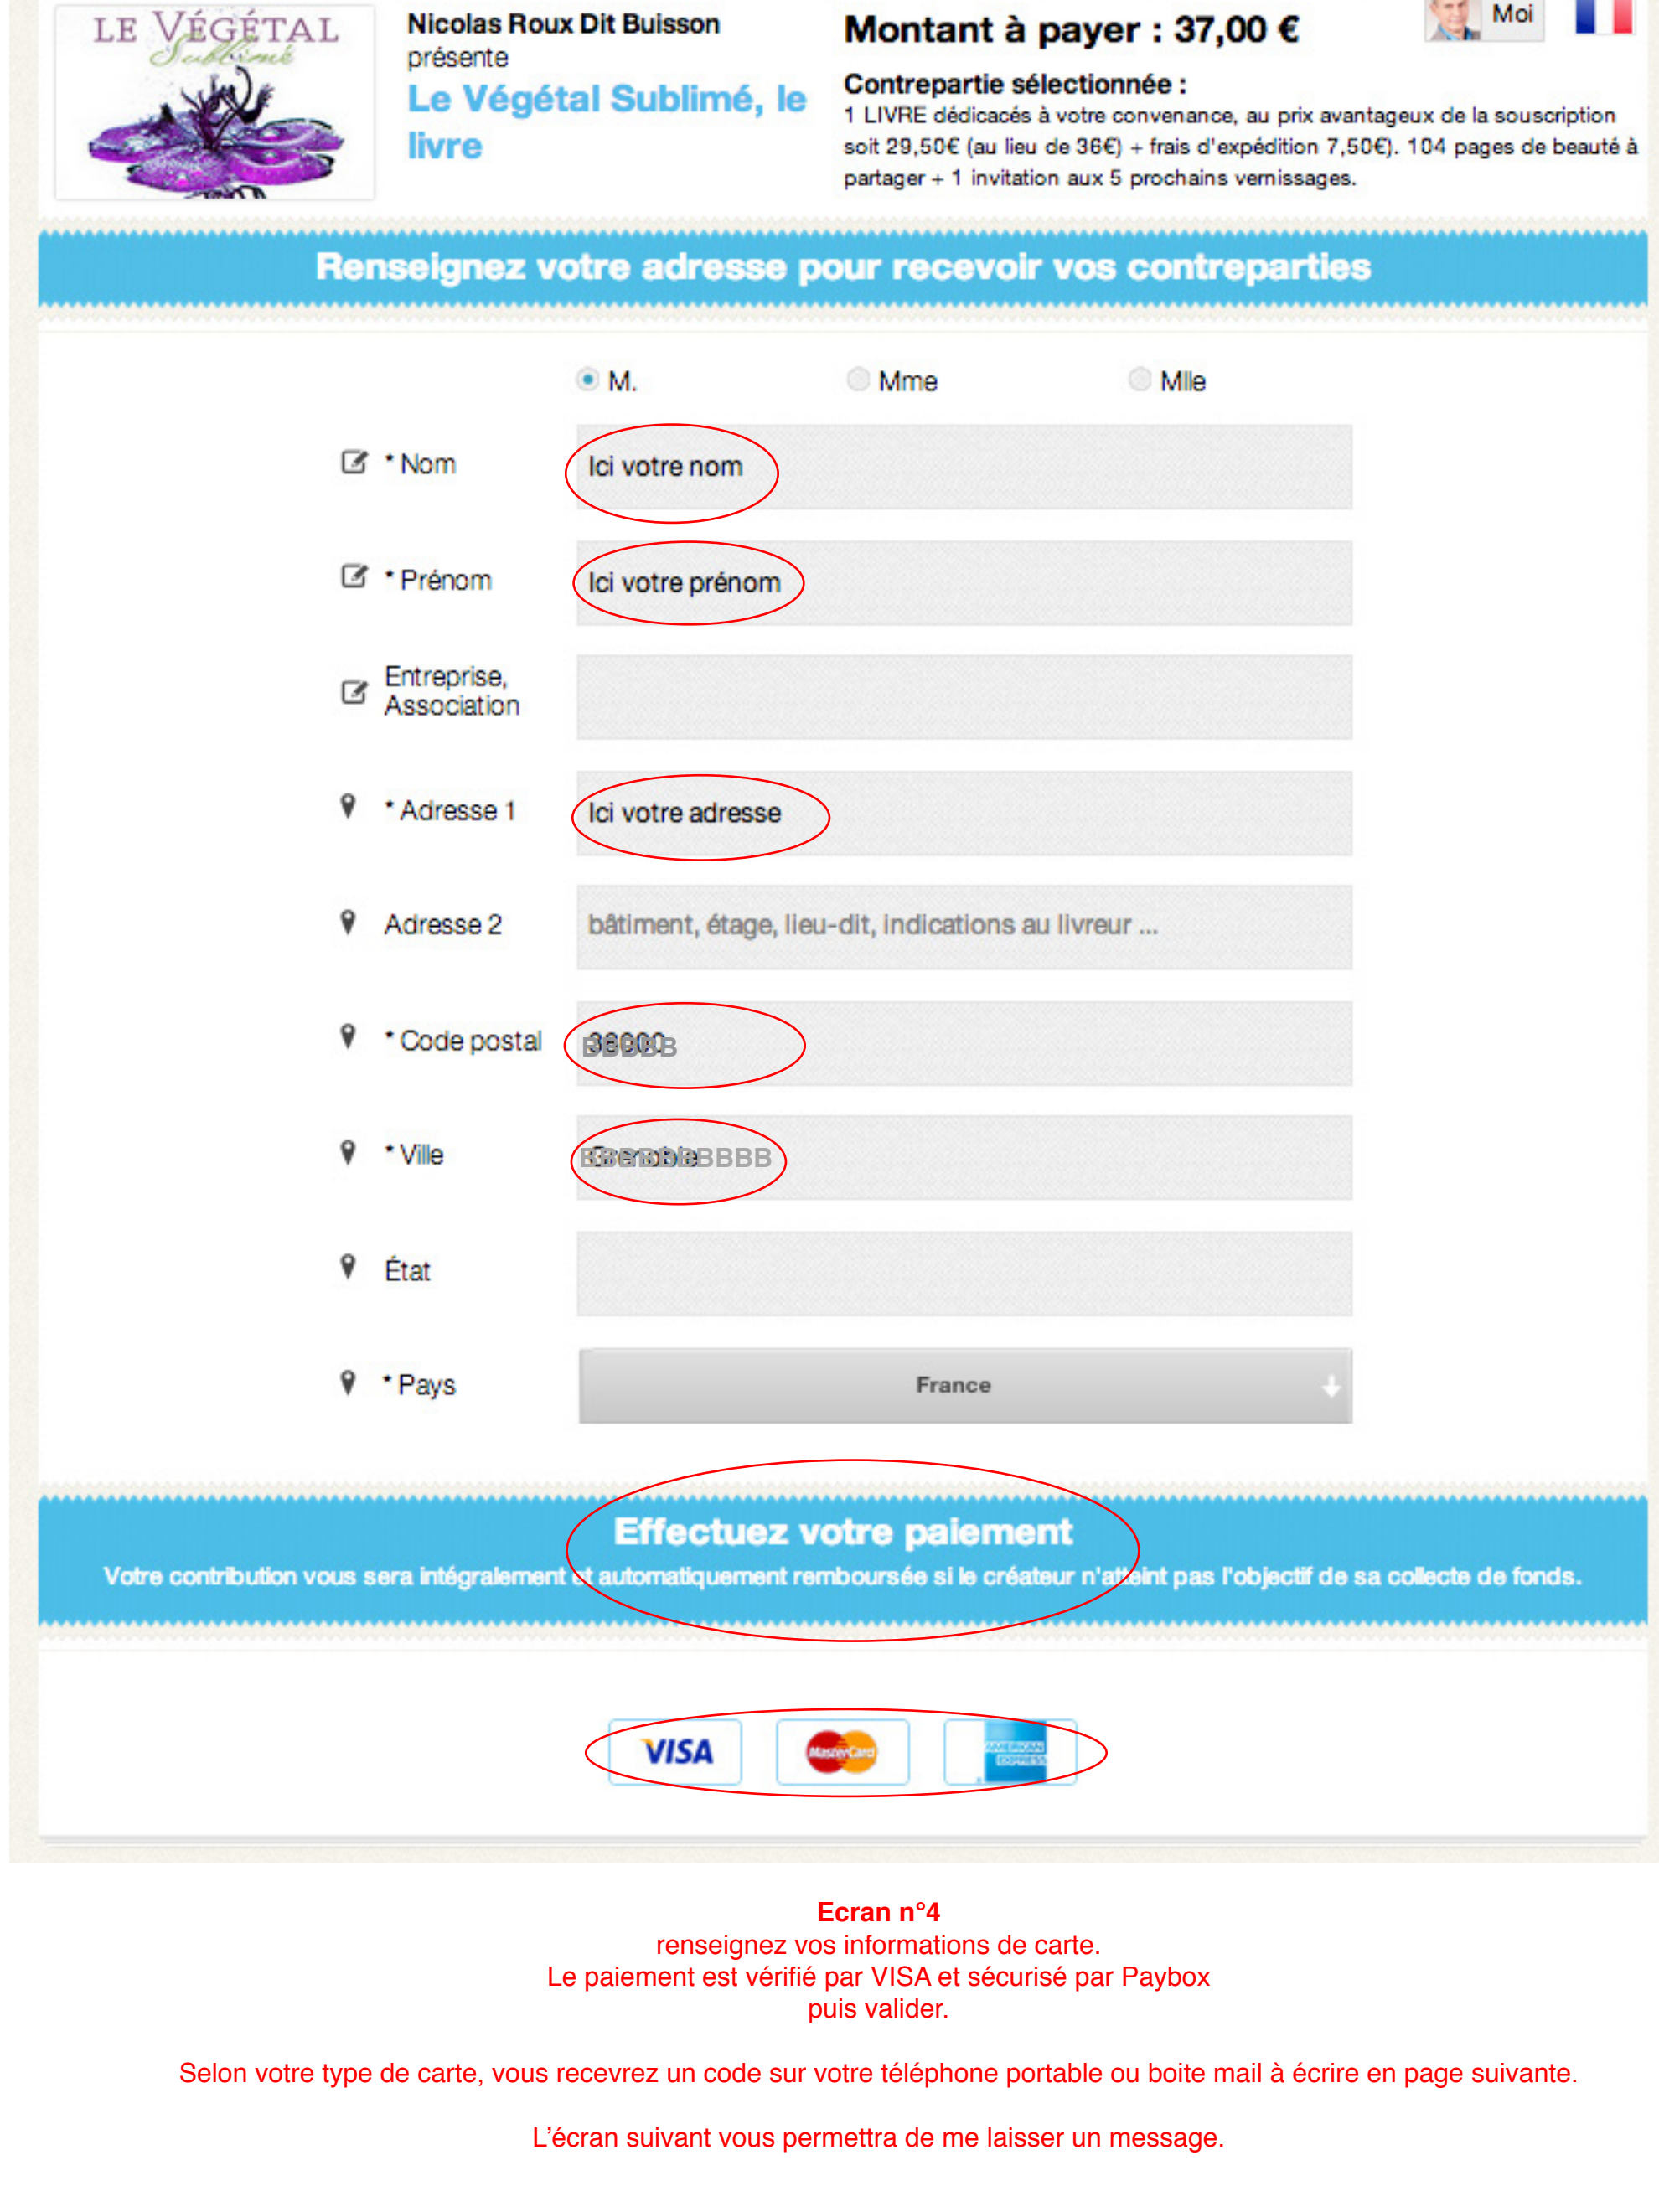 LE VÉGÉTAL
Sublimé
Nicolas Roux Dit Buisson
présente
Le Végétal Sublimé, le
livre
Montant à payer : 37,00 €
Moi
Contrepartie sélectionnée :
1 LIVRE dédicacés à votre convenance, au prix avantageux de la souscription
soit 29,50€ (au lieu de 36€) + frais d'expédition 7,50€). 104 pages de beauté à
partager + 1 invitation aux 5 prochains vernissages.
Renseignez votre adresse pour recevoir vos contreparties
M. Mme Mlle
* Nom Ici votre nom
* Prénom Ici votre prénom
Entreprise,
Association
* Adresse 1 Ici votre adresse
Adresse 2 bâtiment, étage, lieu-dit, indications au livreur ...
* Code postal
* Ville
État
* Pays France
Effectuez votre paiement
Votre contribution vous sera intégralement et automatiquement remboursée si le créateur n'atteint pas l'objectif de sa collecte de fonds.
VISA MasterCard AMERICAN
EXPRESS
Ecran n°4
renseignez vos informations de carte.
Le paiement est vérifié par VISA et sécurisé par Paybox
puis valider.
Selon votre type de carte, vous recevrez un code sur votre téléphone portable ou boite mail à écrire en page suivante.
L'écran suivant vous permettra de me laisser un message.